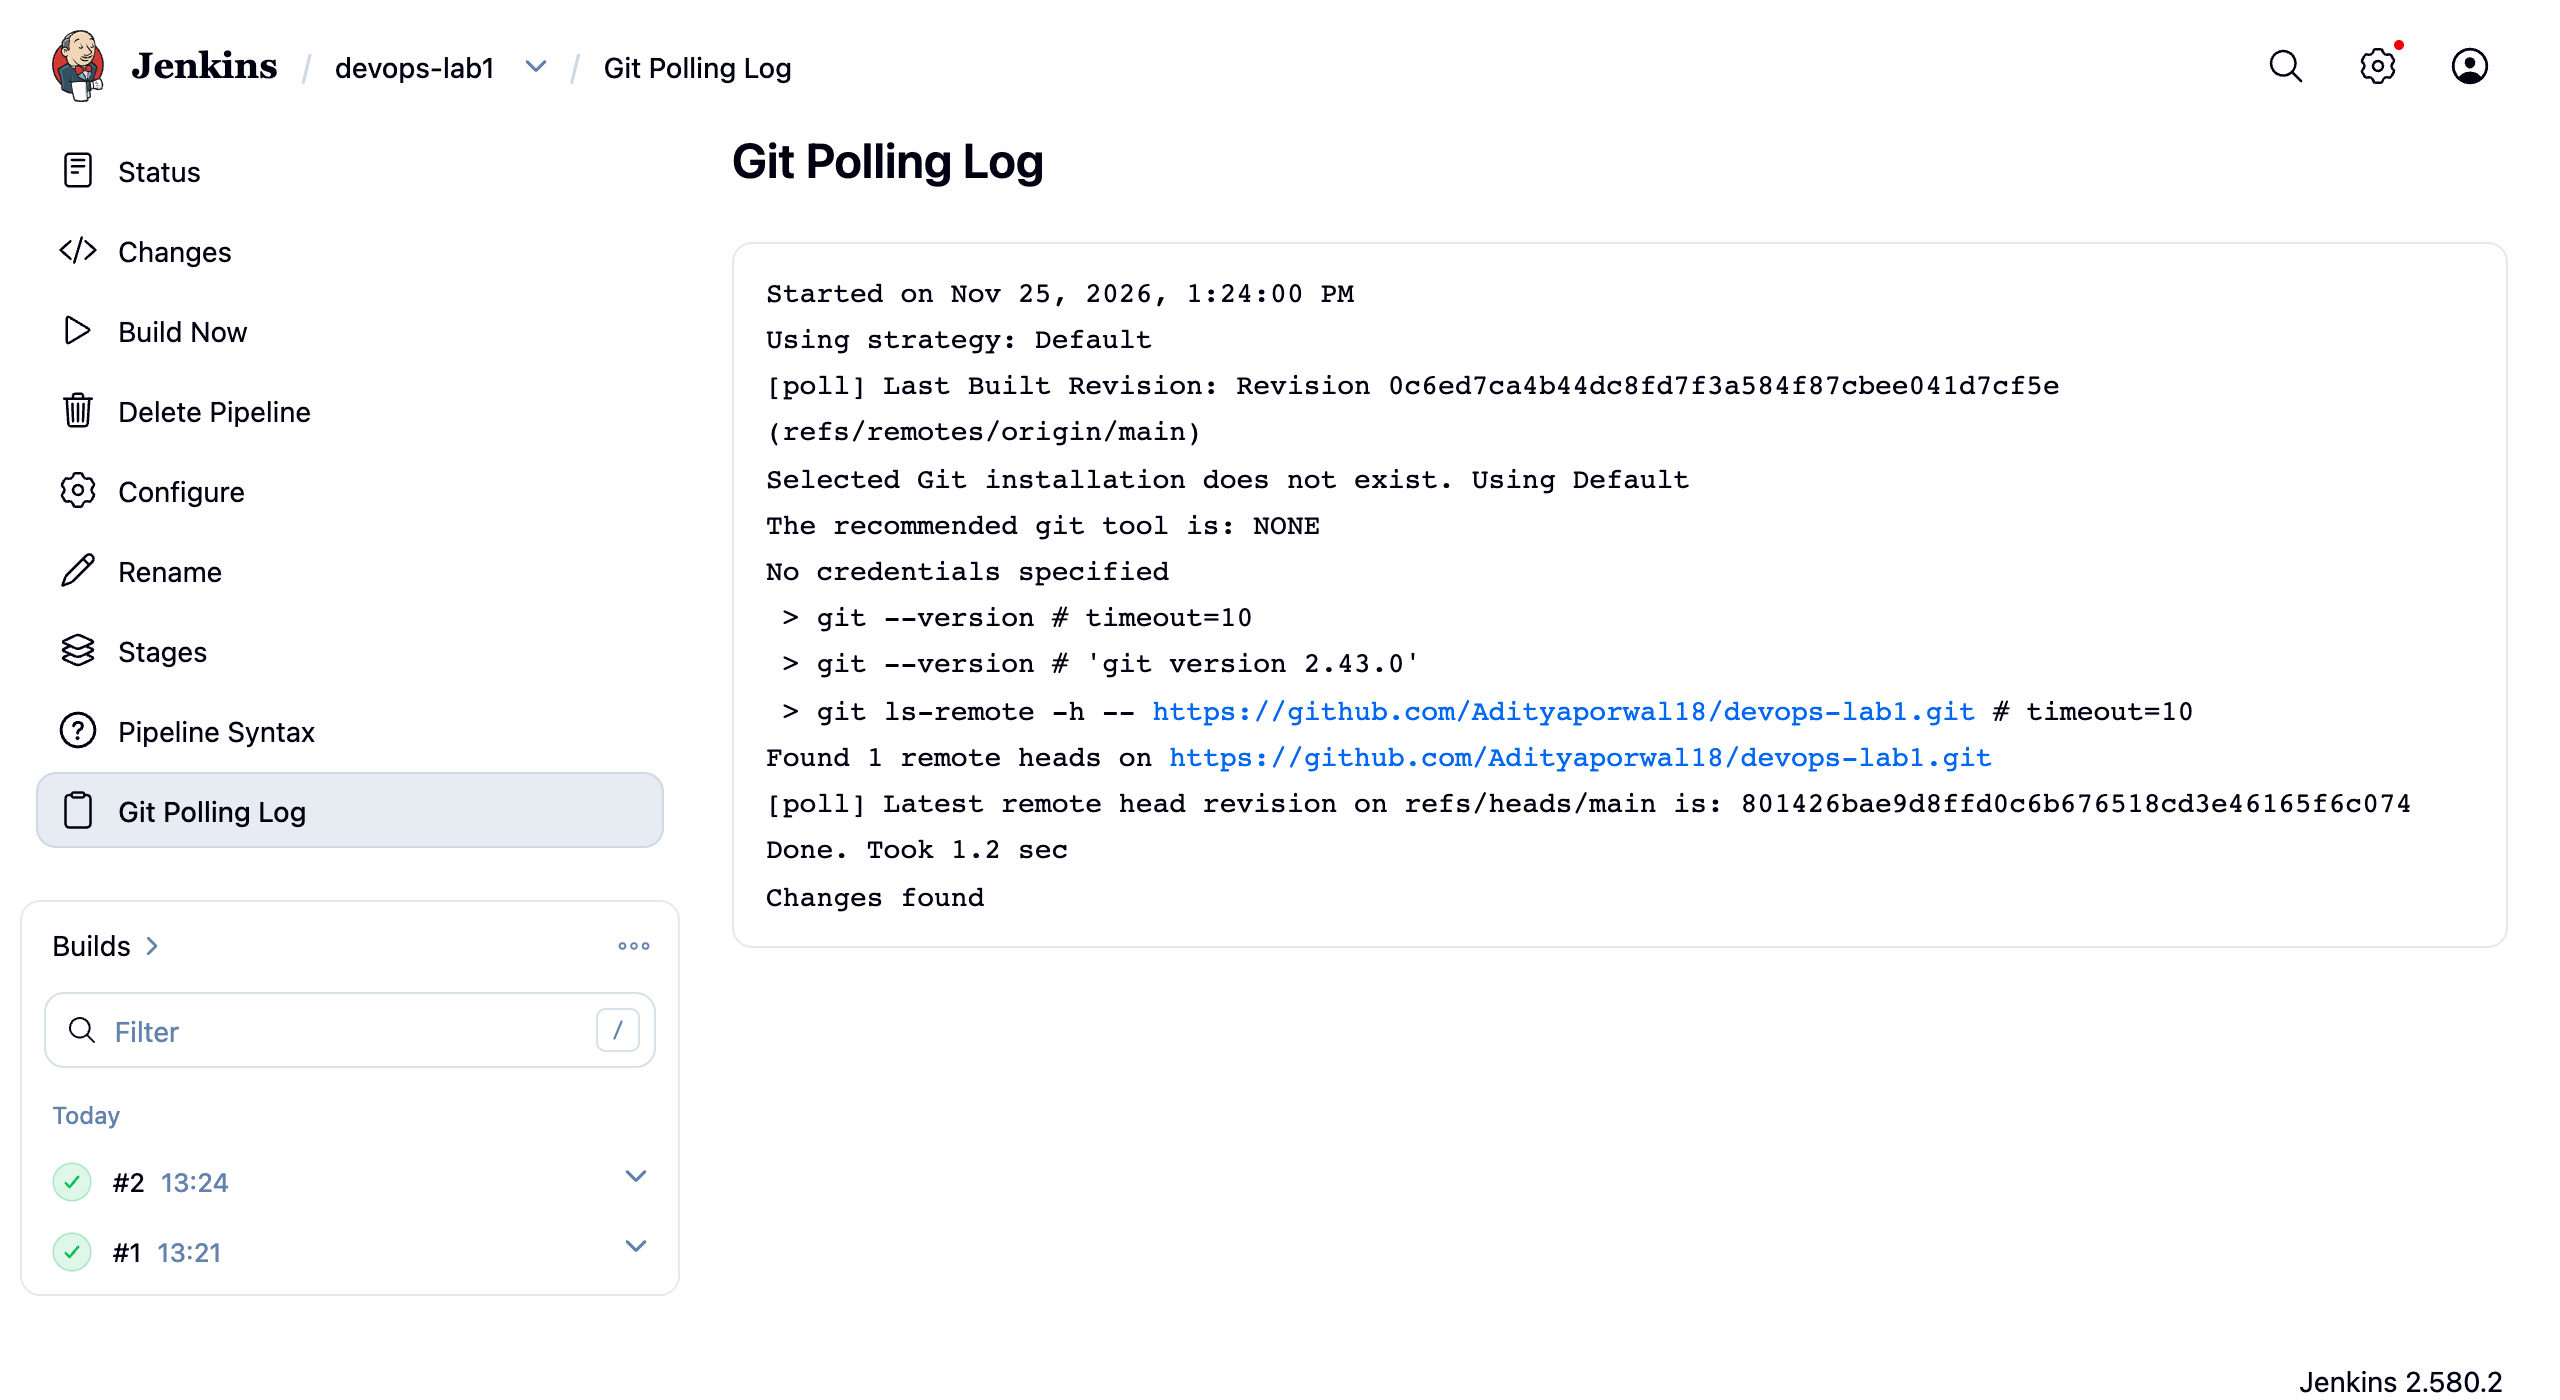 Jenkins / devops-lab1 / Git Polling Log
Status
Changes
Build Now
Delete Pipeline
Configure
Rename
Stages
Pipeline Syntax
Git Polling Log
Builds
Filter /
Today
#2 13:24
#1 13:21
Git Polling Log
Started on Nov 25, 2026, 1:24:00 PM
Using strategy: Default
[poll] Last Built Revision: Revision 0c6ed7ca4b44dc8fd7f3a584f87cbee041d7cf5e
(refs/remotes/origin/main)
Selected Git installation does not exist. Using Default
The recommended git tool is: NONE
No credentials specified
> git --version # timeout=10
> git --version # 'git version 2.43.0'
> git ls-remote -h -- https://github.com/Adityaporwal18/devops-lab1.git # timeout=10
Found 1 remote heads on https://github.com/Adityaporwal18/devops-lab1.git
[poll] Latest remote head revision on refs/heads/main is: 801426bae9d8ffd0c6b676518cd3e46165f6c074
Done. Took 1.2 sec
Changes found
Jenkins 2.580.2